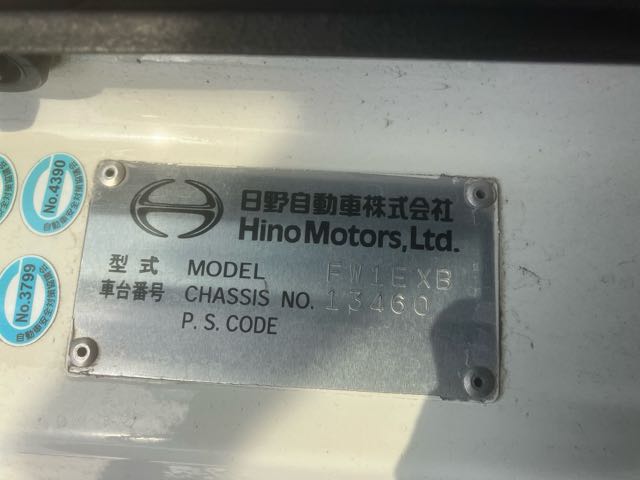 日野自動車株式会社
Hino Motors, Ltd.
型式 MODEL FW1EXB
車台番号 CHASSIS NO. 13460
P. S. CODE
No.4390
No.3799